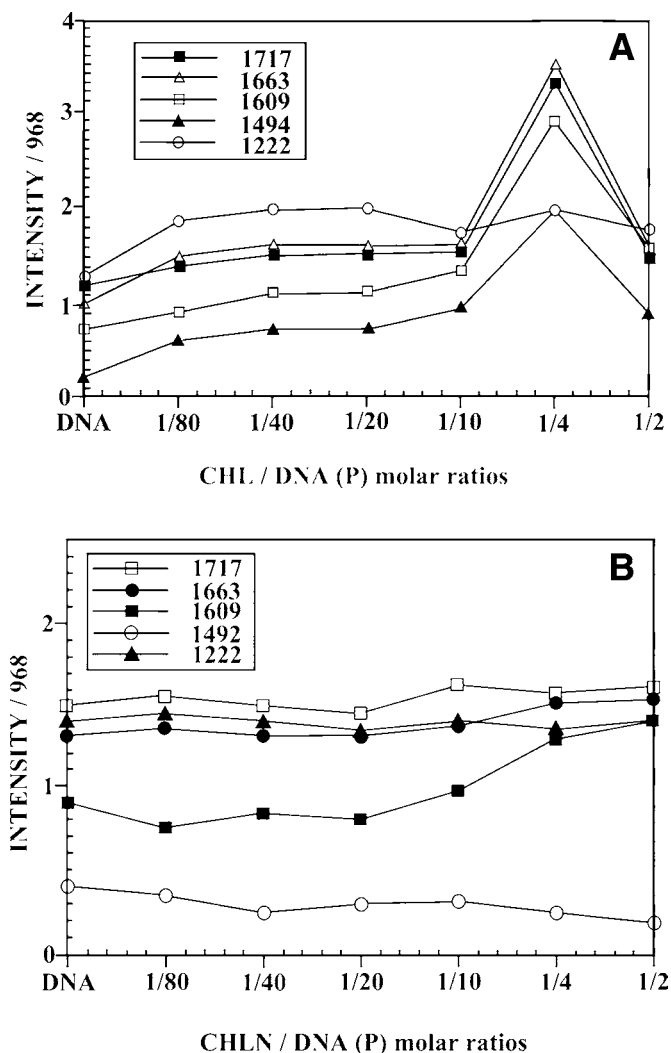 A
4
3
2
1
0
INTENSITY / 968
1717
1663
1609
1494
1222
DNA 1/80 1/40 1/20 1/10 1/4 1/2
CHL / DNA (P) molar ratios
B
2
1
0
INTENSITY / 968
1717
1663
1609
1492
1222
DNA 1/80 1/40 1/20 1/10 1/4 1/2
CHLN / DNA (P) molar ratios